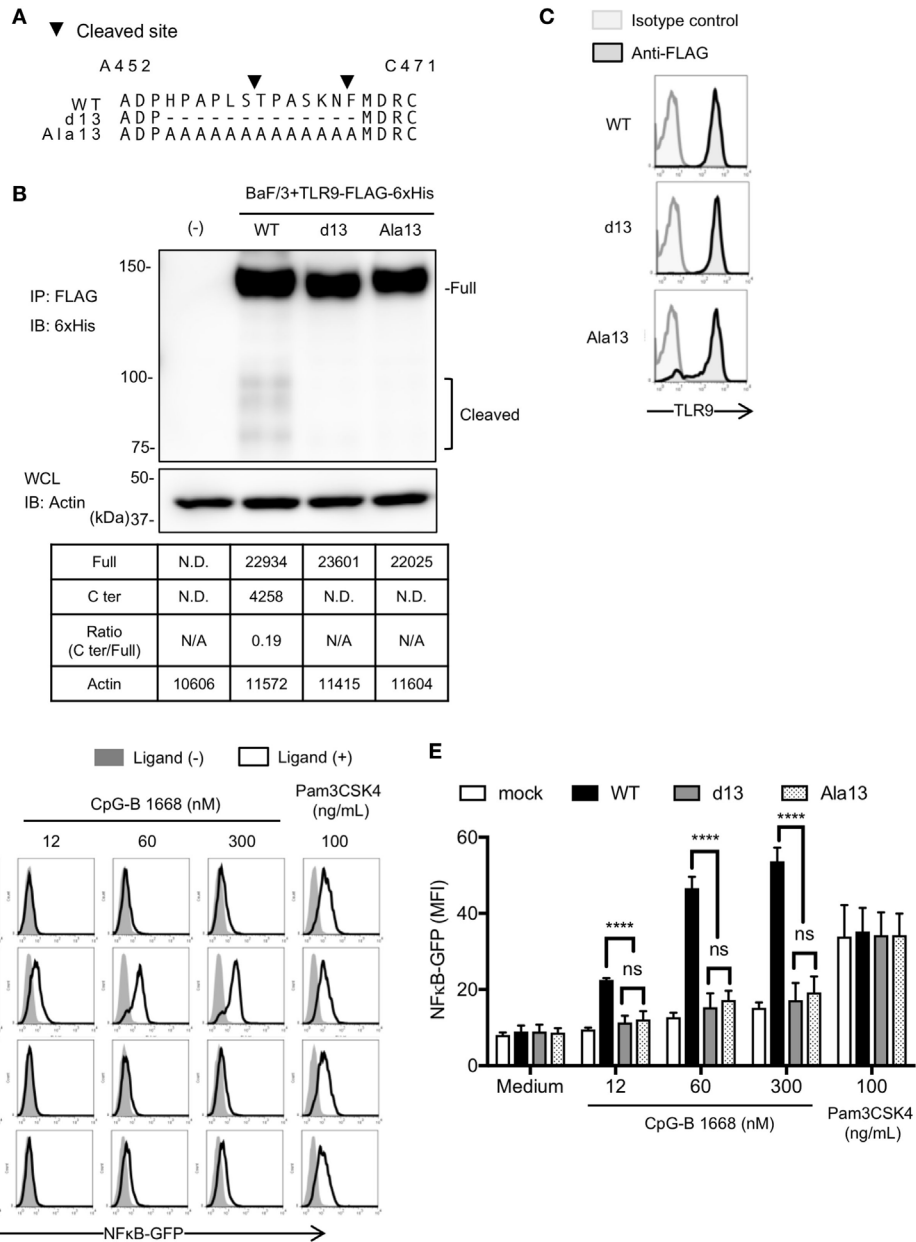 A
Cleaved site
A452 C471
WT ADPHPAPLSTPASKNFMDRC
d13 ADP-------------MDRC
Ala13 ADPAAAAAAAAAAAAAMDRC
B
BaF/3+TLR9-FLAG-6xHis
(-) WT d13 Ala13
IP: FLAG
IB: 6xHis
150-
100-
75-
-Full
Cleaved
WCL
IB: Actin
50-
(kDa) 37-
Full N.D. 22934 23601 22025
C ter N.D. 4258 N.D. N.D.
Ratio
(C ter/Full) N/A 0.19 N/A N/A
Actin 10606 11572 11415 11604
C
Isotype control
Anti-FLAG
WT
d13
Ala13
TLR9
Ligand (-) Ligand (+)
CpG-B 1668 (nM)
Pam3CSK4
(ng/mL)
12 60 300 100
NFκB-GFP
E
mock WT d13 Ala13
NFκB-GFP (MFI)
60
40
20
0
**** **** ****
ns ns ns
Medium 12 60 300 100
CpG-B 1668 (nM)
Pam3CSK4
(ng/mL)